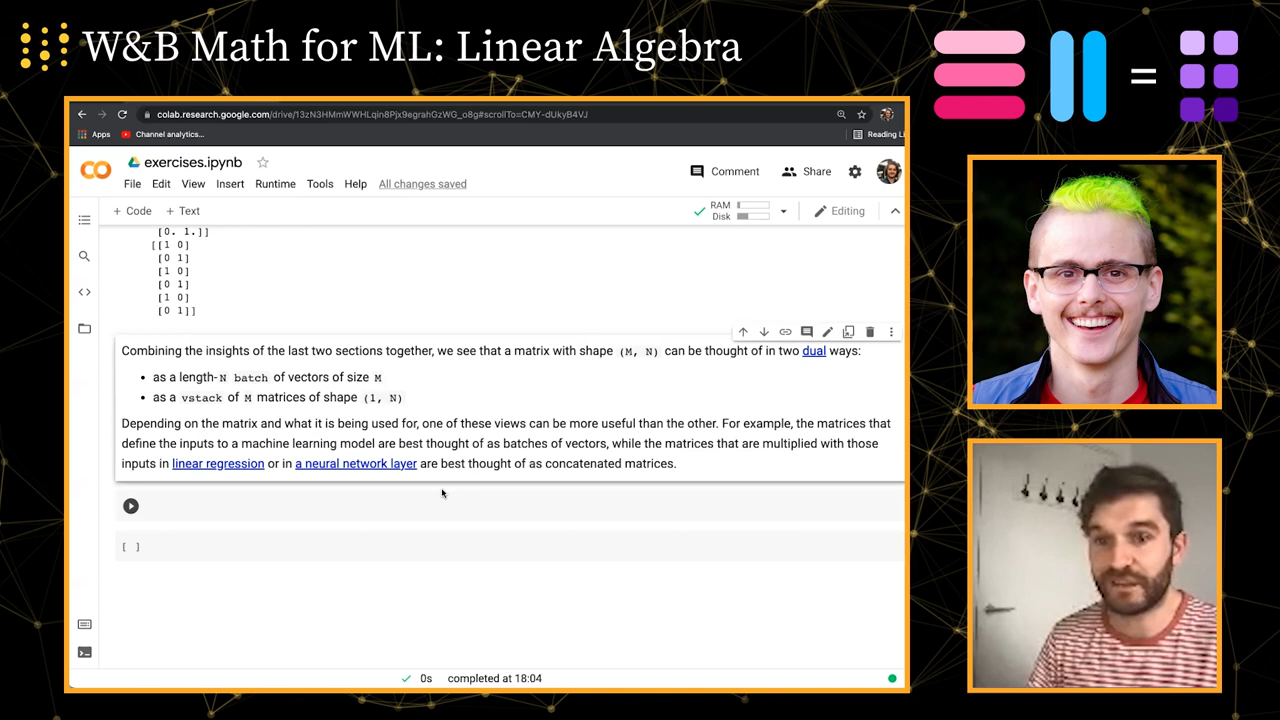 W&B Math for ML: Linear Algebra
=
colab.research.google.com/drive/13zN3HMmWWHLqin8Pjx9egrahGzWG_o8g#scrollTo=CMY-dUkyB4VJ
Apps Channel analytics... Reading Li
exercises.ipynb
Comment Share
File Edit View Insert Runtime Tools Help All changes saved
+ Code + Text RAM Disk Editing
[0. 1.]]
[[1 0]
[0 1]
[1 0]
[0 1]
[1 0]
[0 1]]
Combining the insights of the last two sections together, we see that a matrix with shape (M, N) can be thought of in two dual ways:
• as a length-N batch of vectors of size M
• as a vstack of M matrices of shape (1, N)
Depending on the matrix and what it is being used for, one of these views can be more useful than the other. For example, the matrices that
define the inputs to a machine learning model are best thought of as batches of vectors, while the matrices that are multiplied with those
inputs in linear regression or in a neural network layer are best thought of as concatenated matrices.
[ ]
0s completed at 18:04